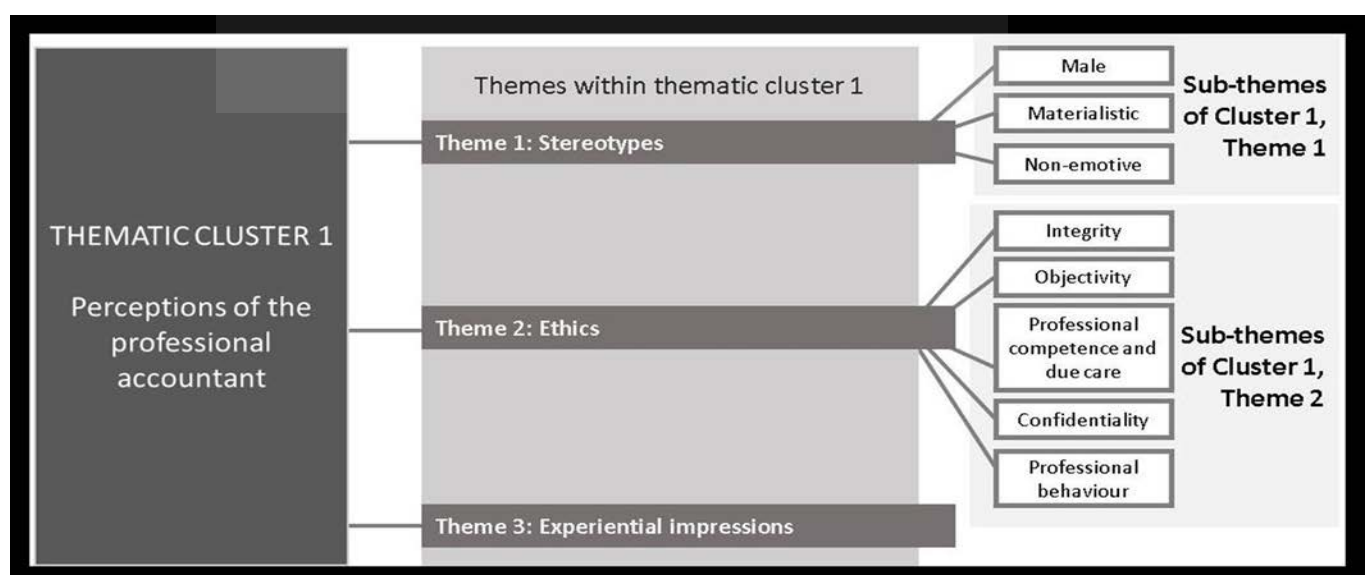 THEMATIC CLUSTER 1
Perceptions of the
professional
accountant
Themes within thematic cluster 1
Theme 1: Stereotypes
Male
Materialistic
Non-emotive
Sub-themes
of Cluster 1,
Theme 1
Theme 2: Ethics
Integrity
Objectivity
Professional
competence and
due care
Confidentiality
Professional
behaviour
Sub-themes
of Cluster 1,
Theme 2
Theme 3: Experiential impressions